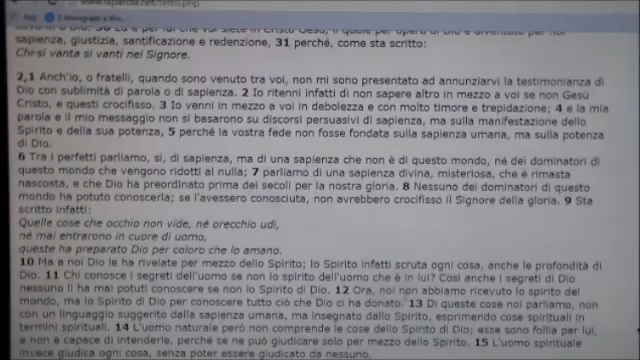 www.laparola.net/testo.php
sapienza, giustizia, santificazione e redenzione, 31 perché, come sta scritto:
Chi si vanta si vanti nel Signore.
2,1 Anch'io, o fratelli, quando sono venuto tra voi, non mi sono presentato ad annunziarvi la testimonianza di
Dio con sublimità di parola o di sapienza. 2 Io ritenni infatti di non sapere altro in mezzo a voi se non Gesù
Cristo, e questi crocifisso. 3 Io venni in mezzo a voi in debolezza e con molto timore e trepidazione; 4 e la mia
parola e il mio messaggio non si basarono su discorsi persuasivi di sapienza, ma sulla manifestazione dello
Spirito e della sua potenza, 5 perché la vostra fede non fosse fondata sulla sapienza umana, ma sulla potenza
di Dio.
6 Tra i perfetti parliamo, sì, di sapienza, ma di una sapienza che non è di questo mondo, né dei dominatori di
questo mondo che vengono ridotti al nulla; 7 parliamo di una sapienza divina, misteriosa, che è rimasta
nascosta, e che Dio ha preordinato prima dei secoli per la nostra gloria. 8 Nessuno dei dominatori di questo
mondo ha potuto conoscerla; se l'avessero conosciuta, non avrebbero crocifisso il Signore della gloria. 9 Sta
scritto infatti:
Quelle cose che occhio non vide, né orecchio udì,
né mai entrarono in cuore di uomo,
queste ha preparato Dio per coloro che lo amano.
10 Ma a noi Dio le ha rivelate per mezzo dello Spirito; lo Spirito infatti scruta ogni cosa, anche le profondità di
Dio. 11 Chi conosce i segreti dell'uomo se non lo spirito dell'uomo che è in lui? Così anche i segreti di Dio
nessuno li ha mai potuti conoscere se non lo Spirito di Dio. 12 Ora, noi non abbiamo ricevuto lo spirito del
mondo, ma lo Spirito di Dio per conoscere tutto ciò che Dio ci ha donato. 13 Di queste cose noi parliamo, non
con un linguaggio suggerito dalla sapienza umana, ma insegnato dallo Spirito, esprimendo cose spirituali in
termini spirituali. 14 L'uomo naturale però non comprende le cose dello Spirito di Dio; esse sono follia per lui,
e non è capace di intenderle, perché se ne può giudicare solo per mezzo dello Spirito. 15 L'uomo spirituale
invece giudica ogni cosa, senza poter essere giudicato da nessuno.